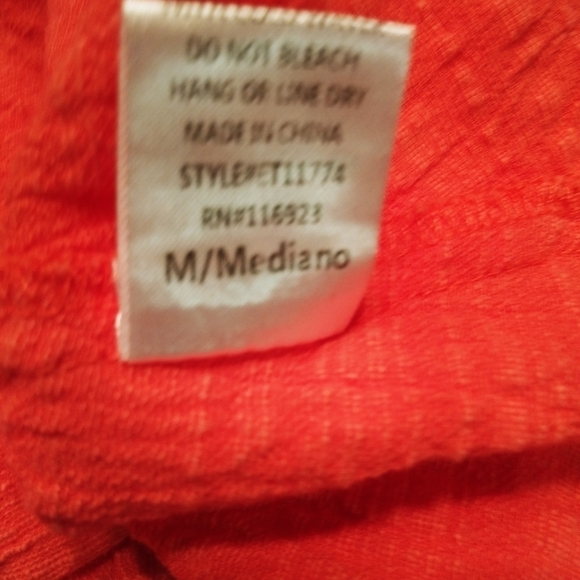 DO NOT BLEACH
HANG OR LINE DRY
MADE IN CHINA
STYLE#ET11774
RN#116923
M/Mediano